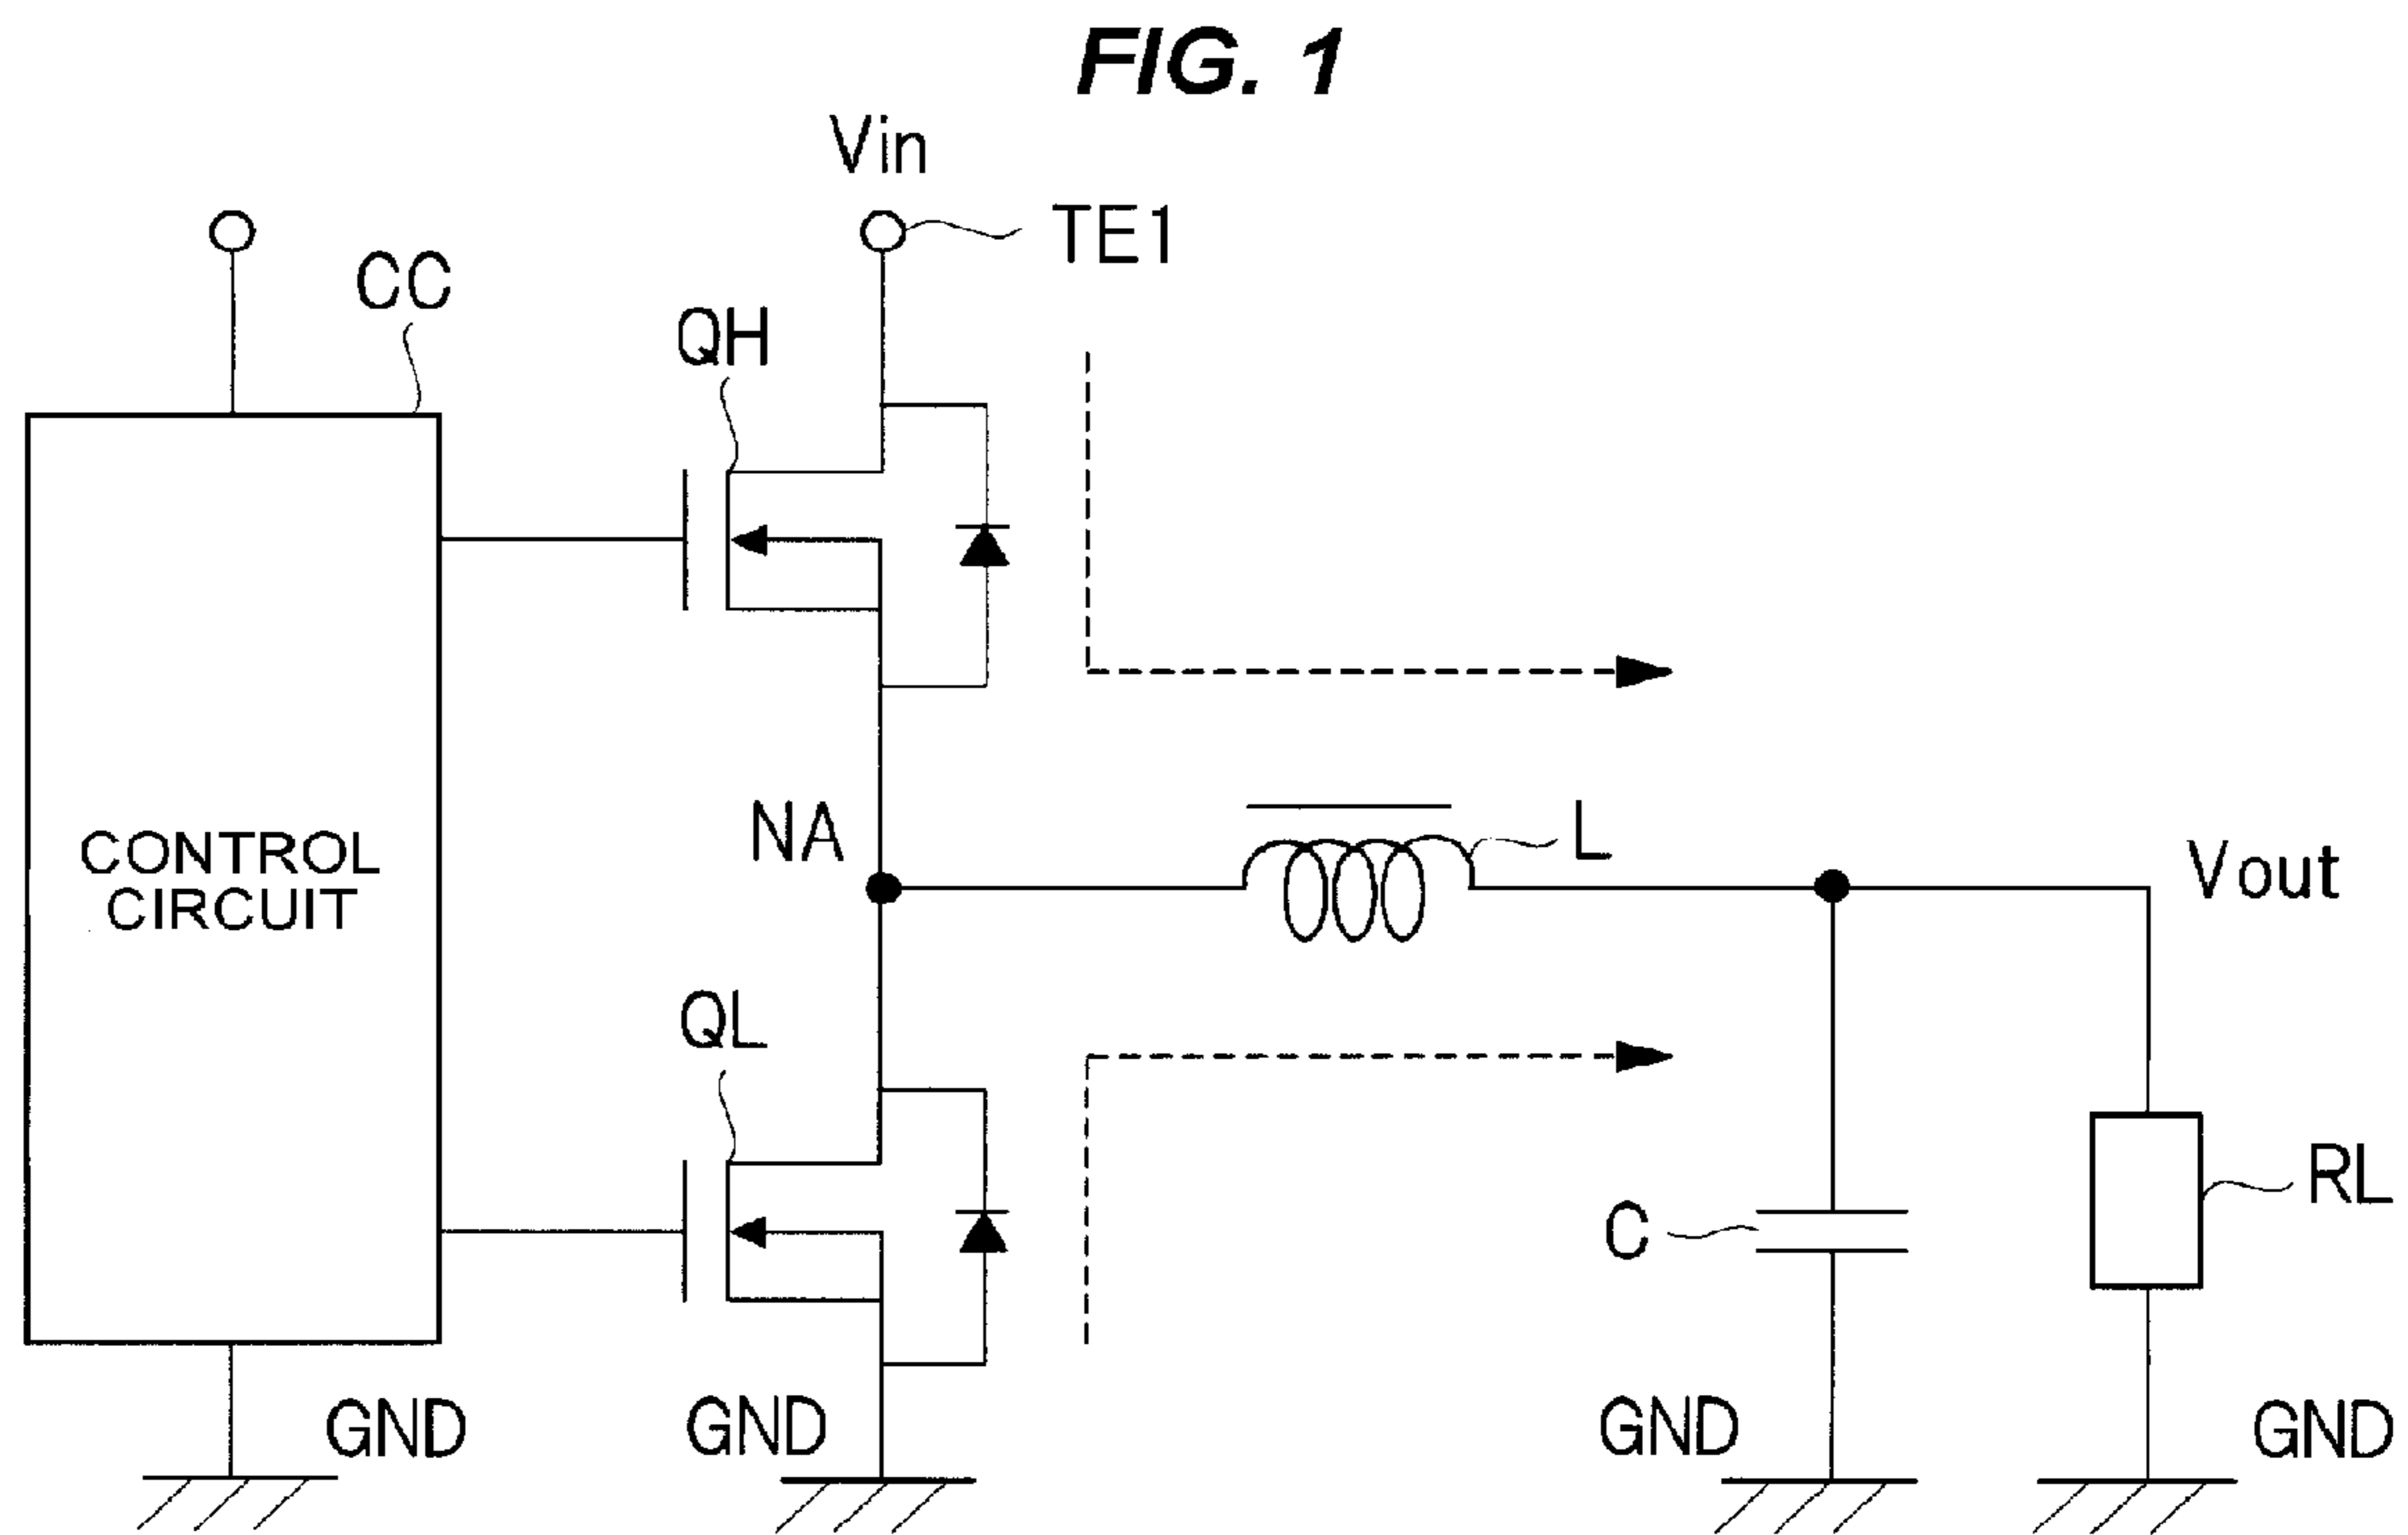 FIG. 1
Vin
TE1
CC
QH
NA
L
CONTROL
CIRCUIT
Vout
QL
C
RL
GND
GND
GND
GND